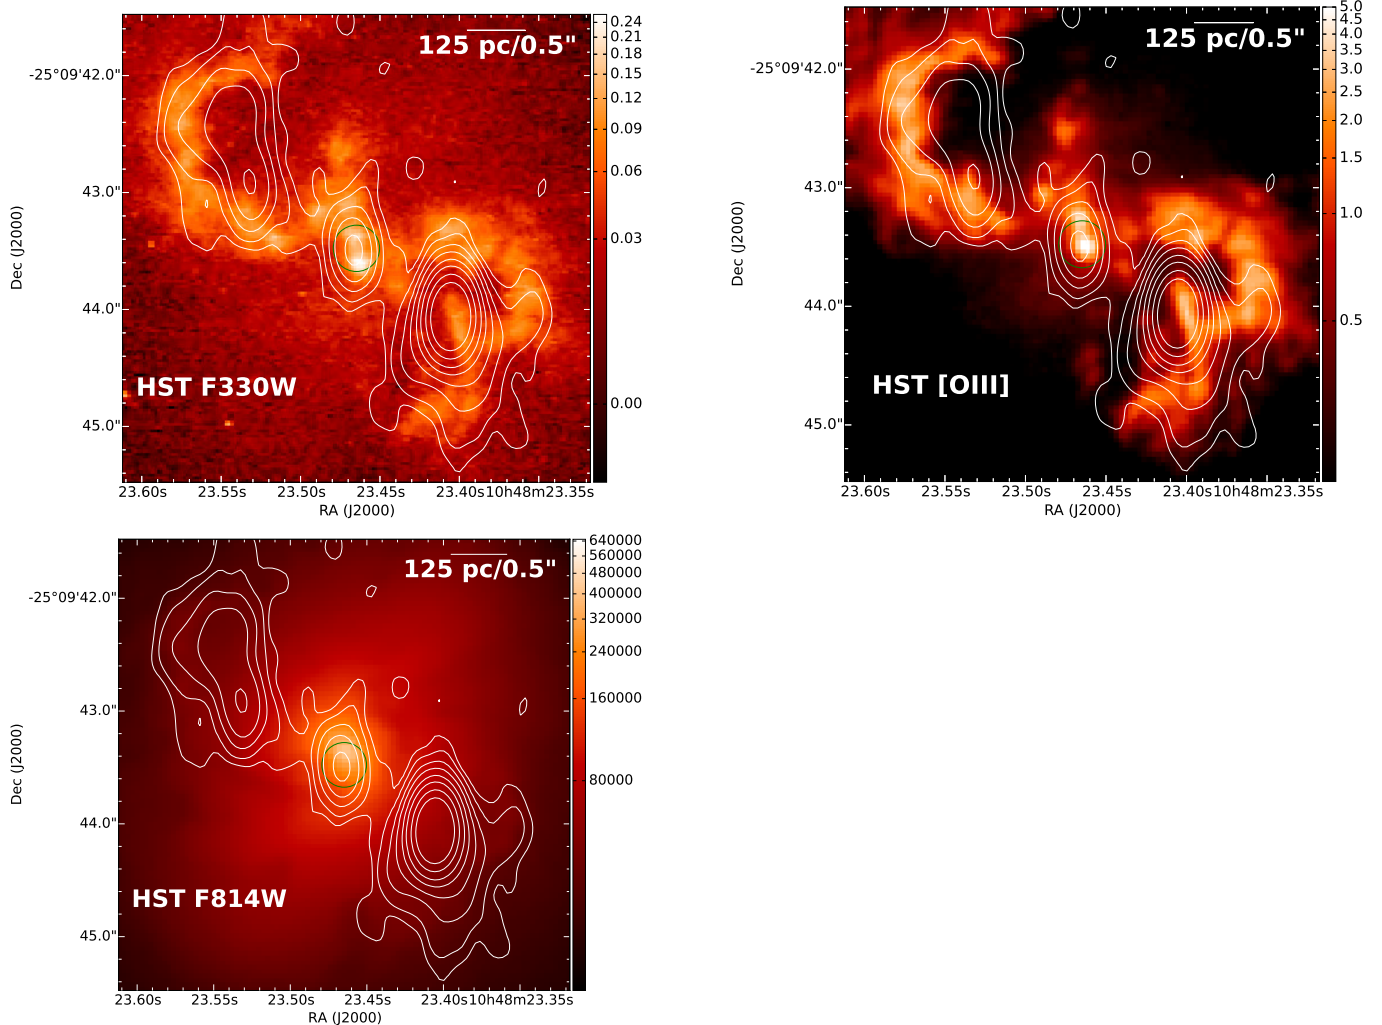 125 pc/0.5"
HST F330W
-25°09'42.0"
43.0"
44.0"
45.0"
Dec (J2000)
23.60s 23.55s 23.50s 23.45s 23.40s10h48m23.35s
RA (J2000)
0.24
0.21
0.18
0.15
0.12
0.09
0.06
0.03
0.00
125 pc/0.5"
HST [OIII]
-25°09'42.0"
43.0"
44.0"
45.0"
Dec (J2000)
23.60s 23.55s 23.50s 23.45s 23.40s10h48m23.35s
RA (J2000)
5.0
4.5
4.0
3.5
3.0
2.5
2.0
1.5
1.0
0.5
125 pc/0.5"
HST F814W
-25°09'42.0"
43.0"
44.0"
45.0"
Dec (J2000)
23.60s 23.55s 23.50s 23.45s 23.40s10h48m23.35s
RA (J2000)
640000
560000
480000
400000
320000
240000
160000
80000